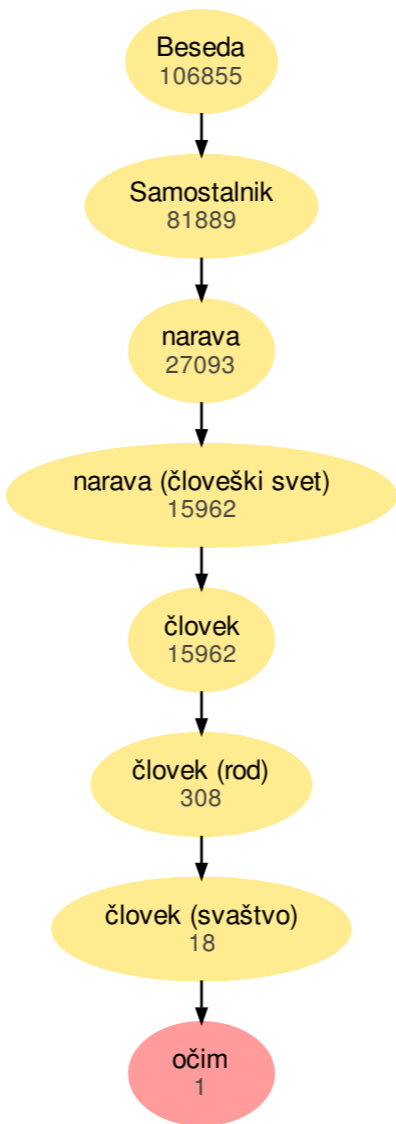 Beseda
106855
Samostalnik
81889
narava
27093
narava (človeški svet)
15962
človek
15962
človek (rod)
308
človek (svaštvo)
18
očim
1